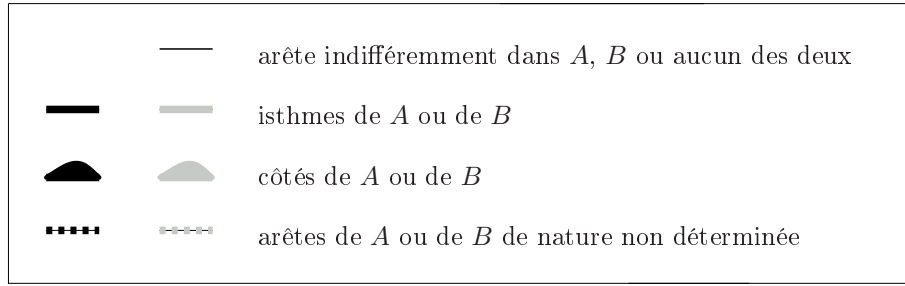 arête indifféremment dans A, B ou aucun des deux
isthmes de A ou de B
côtés de A ou de B
arêtes de A ou de B de nature non déterminée